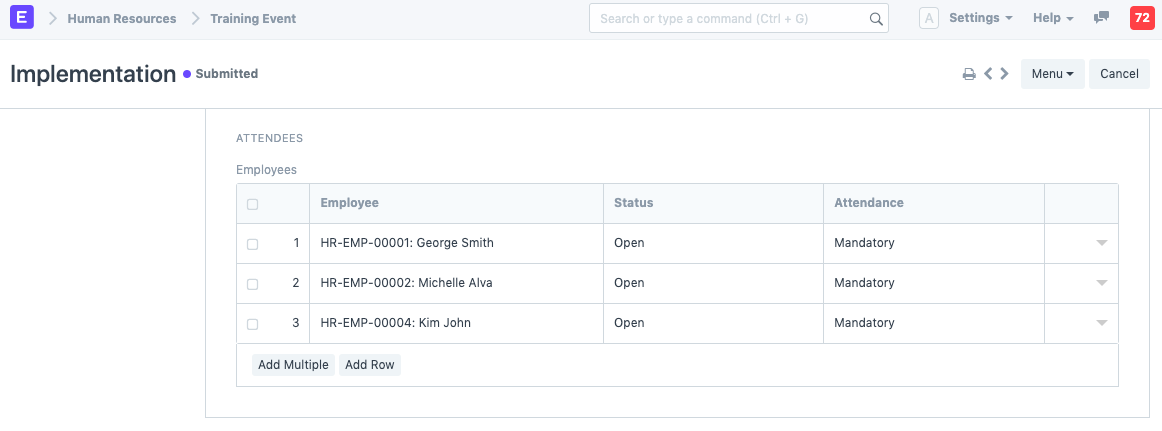 E Human Resources Training Event Search or type a command (Ctrl + G) A Settings Help 72
Implementation Submitted Menu Cancel
ATTENDEES
Employees
Employee Status Attendance
1 HR-EMP-00001: George Smith Open Mandatory
2 HR-EMP-00002: Michelle Alva Open Mandatory
3 HR-EMP-00004: Kim John Open Mandatory
Add Multiple Add Row